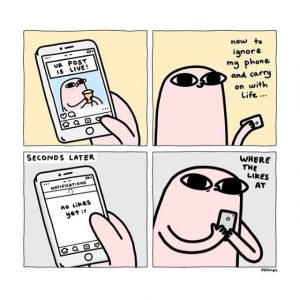 UR POST
IS LIVE!
now to
ignore
my phone
and carry
on with
Life...
SECONDS LATER
NOTIFICATIONS
no Likes
yet :(
WHERE
THE
LIKES
AT